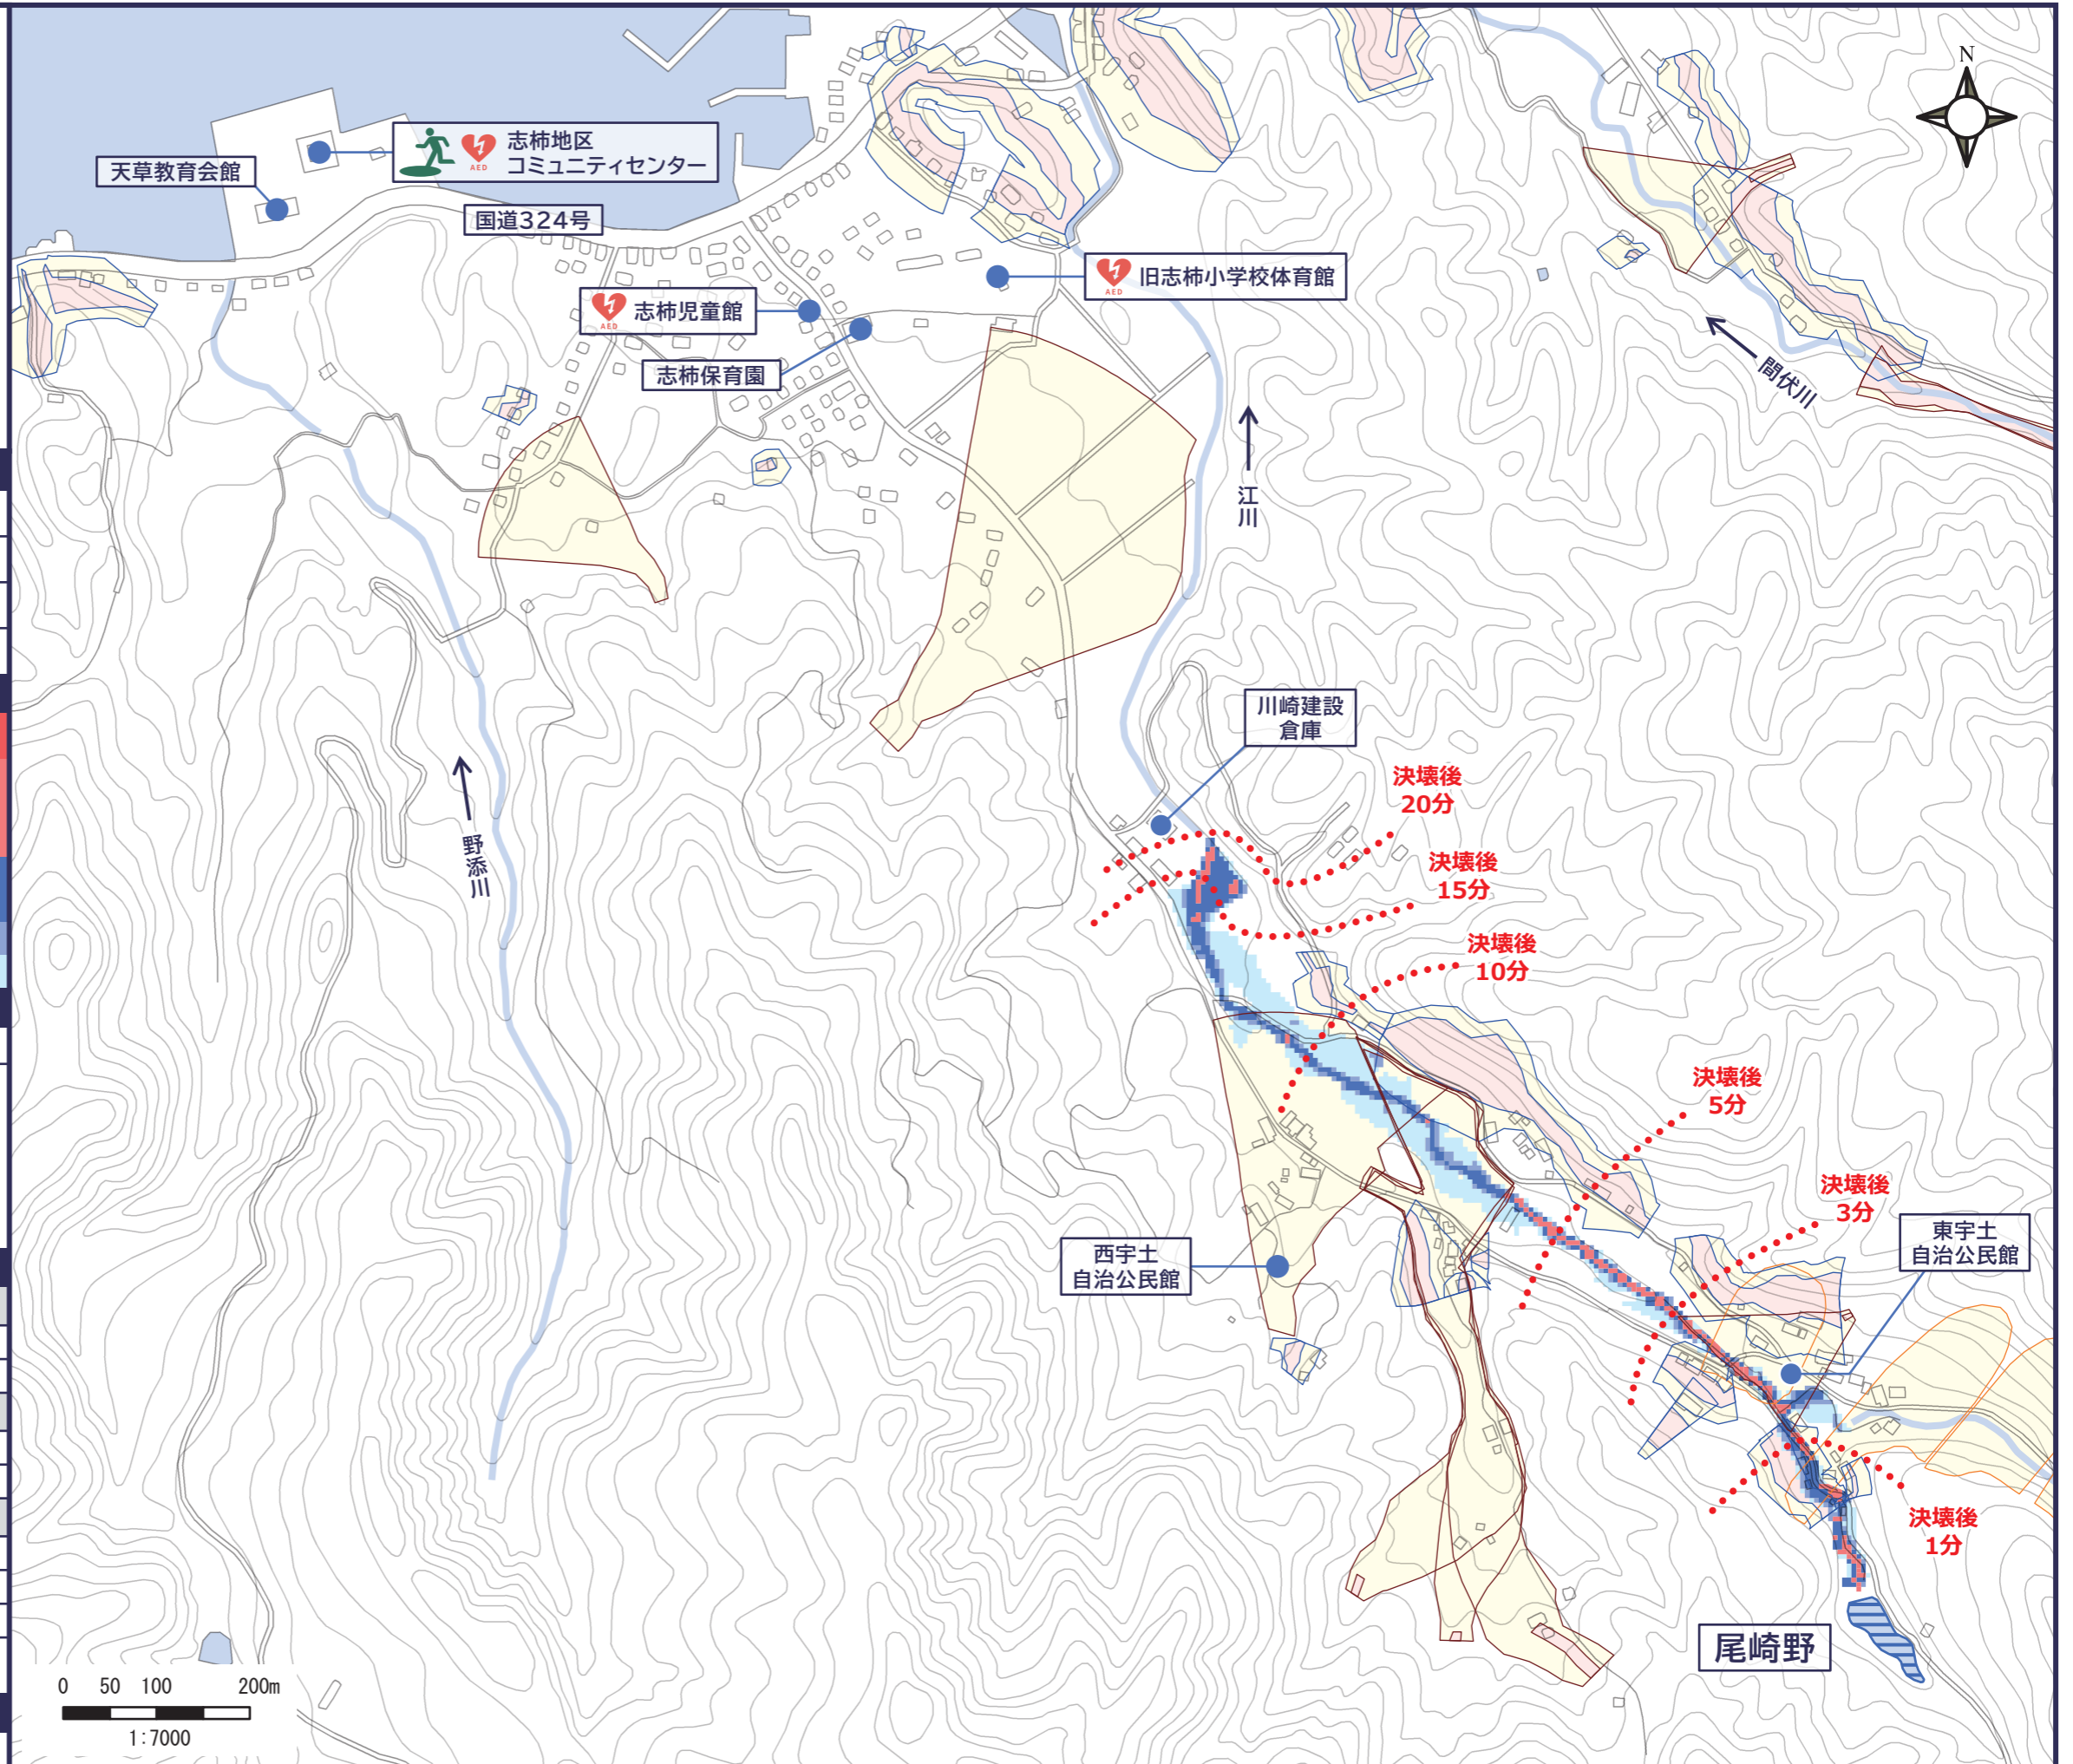 N
志柿地区
AED
コミュニティセンター
天草教育会館
国道324号
AED
旧志柿小学校体育館
AED
志柿児童館
志柿保育園
間伏川
江川
川崎建設
倉庫
決壊後
20分
野添川
決壊後
15分
決壊後
10分
決壊後
5分
決壊後
3分
東宇土
自治公民館
西宇土
自治公民館
決壊後
1分
尾崎野
0 50 100 200m
1:7000